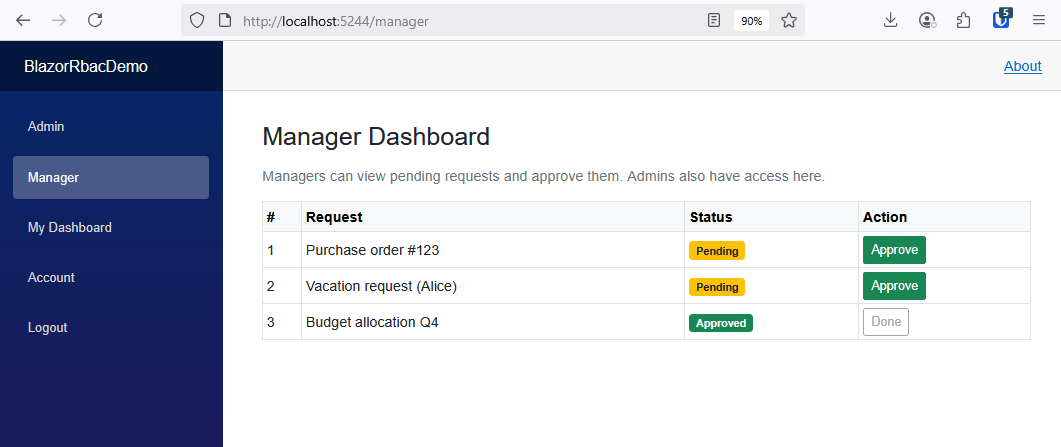 http://localhost:5244/manager 90% 5
BlazorRbacDemo
About
Admin
Manager
My Dashboard
Account
Logout
Manager Dashboard
Managers can view pending requests and approve them. Admins also have access here.
# Request Status Action
1 Purchase order #123 Pending Approve
2 Vacation request (Alice) Pending Approve
3 Budget allocation Q4 Approved Done